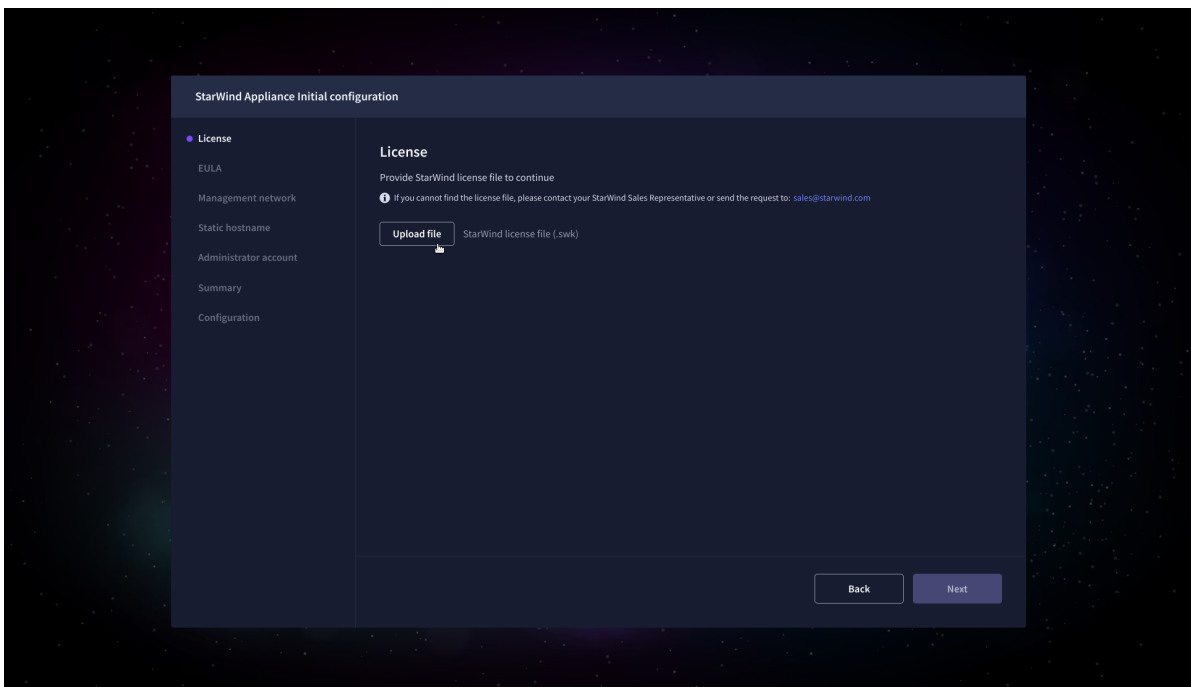 StarWind Appliance Initial configuration
License
EULA
Management network
Static hostname
Administrator account
Summary
Configuration
License
Provide StarWind license file to continue
If you cannot find the license file, please contact your StarWind Sales Representative or send the request to: sales@starwind.com
Upload file StarWind license file (.swk)
Back Next